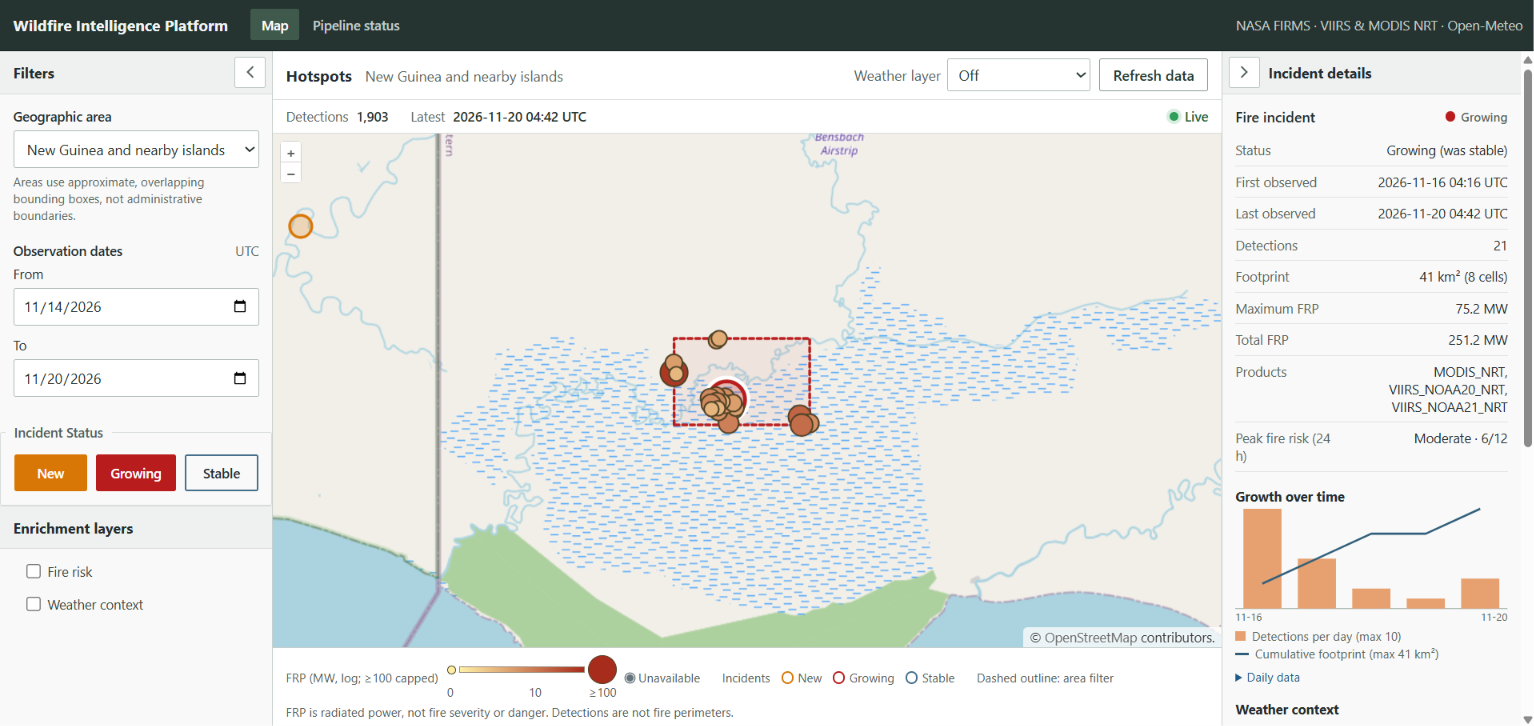 Wildfire Intelligence Platform Map Pipeline status NASA FIRMS · VIIRS & MODIS NRT · Open-Meteo
Filters
Geographic area
New Guinea and nearby islands
Areas use approximate, overlapping
bounding boxes, not administrative
boundaries.
Observation dates UTC
From
11/14/2026
To
11/20/2026
Incident Status
New Growing Stable
Enrichment layers
Fire risk
Weather context
Hotspots New Guinea and nearby islands Weather layer Off Refresh data
Detections 1,903 Latest 2026-11-20 04:42 UTC Live
+
−
tern
Bensbach
Airstrip
© OpenStreetMap contributors.
FRP (MW, log; ≥100 capped) Unavailable Incidents New Growing Stable Dashed outline: area filter
0 10 ≥100
FRP is radiated power, not fire severity or danger. Detections are not fire perimeters.
Incident details
Fire incident Growing
Status Growing (was stable)
First observed 2026-11-16 04:16 UTC
Last observed 2026-11-20 04:42 UTC
Detections 21
Footprint 41 km² (8 cells)
Maximum FRP 75.2 MW
Total FRP 251.2 MW
Products MODIS_NRT,
VIIRS_NOAA20_NRT,
VIIRS_NOAA21_NRT
Peak fire risk (24 Moderate · 6/12
h)
Growth over time
11-16 11-20
Detections per day (max 10)
Cumulative footprint (max 41 km²)
Daily data
Weather context